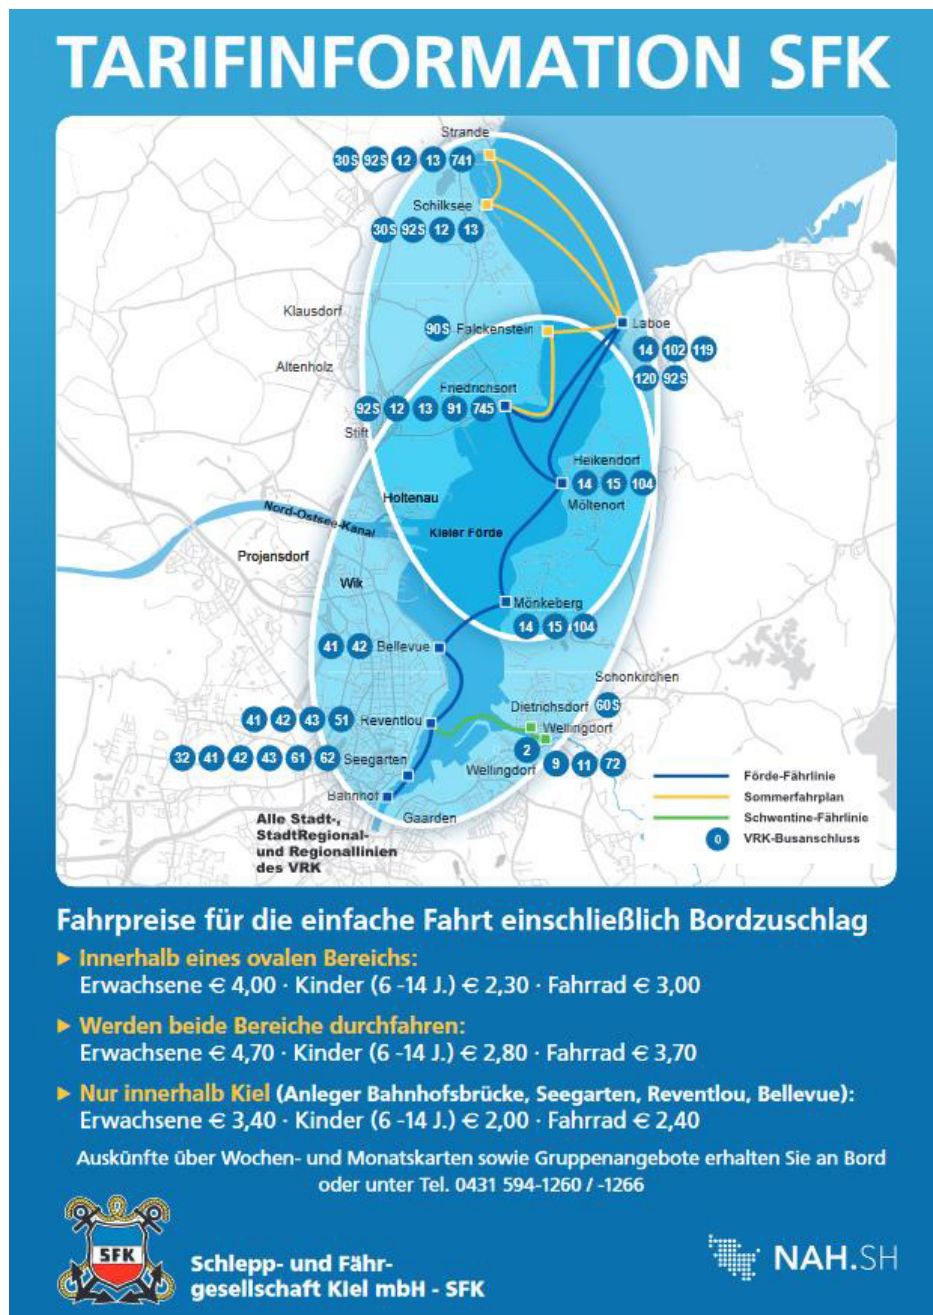 TARIFINFORMATION SFK
Strande
30S 92S 12 13 741
Schilksee
30S 92S 12 13
Klausdorf
90S Falckenstein
Laboe
14 102 119
120 92S
Altenholz
Friedrichsort
92S 12 13 91 745
Stift
Heikendorf
14 15 104
Möltenort
Holtenau
Nord-Ostsee-Kanal
Kieler Förde
Projensdorf
Wik
Mönkeberg
14 15 104
41 42 Bellevue
Schönkirchen
Dietrichsdorf 60S
41 42 43 51 Reventlou
Wellingdorf
2
9 11 72
Wellingdorf
32 41 42 43 61 62 Seegarten
Bahnhof
Gaarden
Alle Stadt-,
StadtRegional-
und Regionallinien
des VRK
Förde-Fährlinie
Sommerfahrplan
Schwentine-Fährlinie
0 VRK-Busanschluss
Fahrpreise für die einfache Fahrt einschließlich Bordzuschlag
▶ Innerhalb eines ovalen Bereichs:
Erwachsene € 4,00 · Kinder (6 -14 J.) € 2,30 · Fahrrad € 3,00
▶ Werden beide Bereiche durchfahren:
Erwachsene € 4,70 · Kinder (6 -14 J.) € 2,80 · Fahrrad € 3,70
▶ Nur innerhalb Kiel (Anleger Bahnhofsbrücke, Seegarten, Reventlou, Bellevue):
Erwachsene € 3,40 · Kinder (6 -14 J.) € 2,00 · Fahrrad € 2,40
Auskünfte über Wochen- und Monatskarten sowie Gruppenangebote erhalten Sie an Bord
oder unter Tel. 0431 594-1260 / -1266
SFK
Schlepp- und Fähr-
gesellschaft Kiel mbH - SFK
NAH.SH